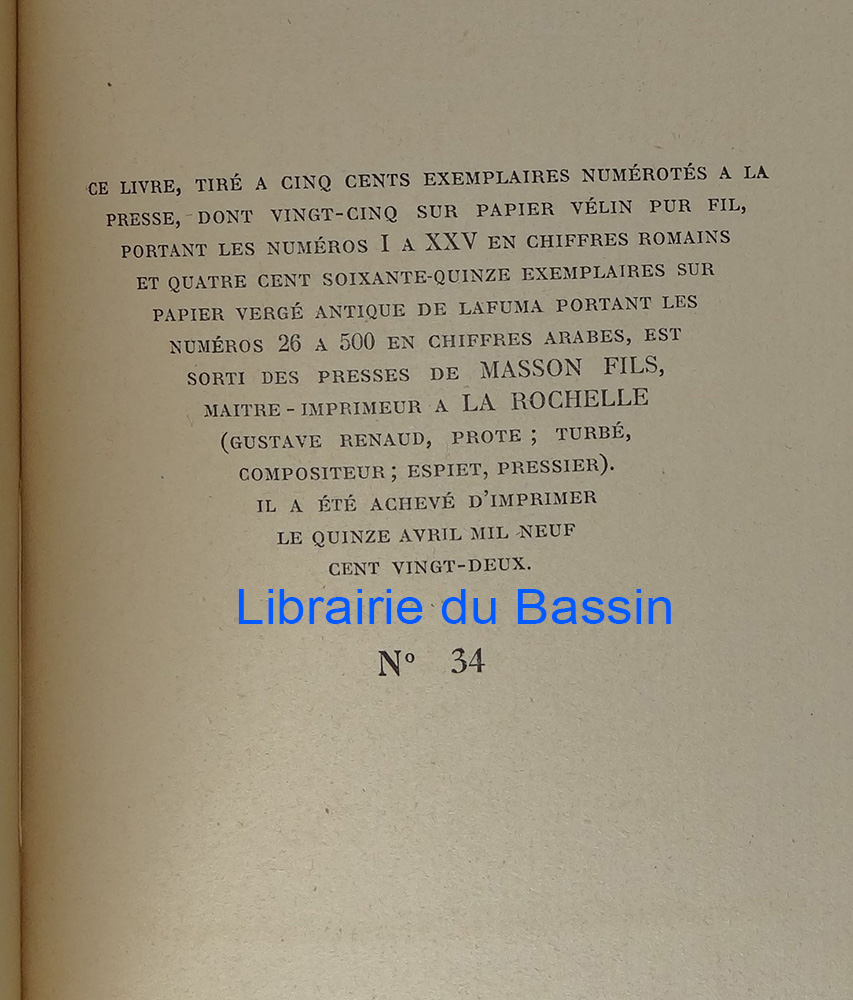 CE LIVRE, TIRÉ A CINQ CENTS EXEMPLAIRES NUMÉROTÉS A LA
PRESSE, DONT VINGT-CINQ SUR PAPIER VÉLIN PUR FIL,
PORTANT LES NUMÉROS I A XXV EN CHIFFRES ROMAINS
ET QUATRE CENT SOIXANTE-QUINZE EXEMPLAIRES SUR
PAPIER VERGÉ ANTIQUE DE LAFUMA PORTANT LES
NUMÉROS 26 A 500 EN CHIFFRES ARABES, EST
SORTI DES PRESSES DE MASSON FILS,
MAITRE-IMPRIMEUR A LA ROCHELLE
(GUSTAVE RENAUD, PROTE ; TURBÉ,
COMPOSITEUR ; ESPIET, PRESSIER).
IL A ÉTÉ ACHEVÉ D'IMPRIMER
LE QUINZE AVRIL MIL NEUF
CENT VINGT-DEUX.
Librairie du Bassin
Nº 34